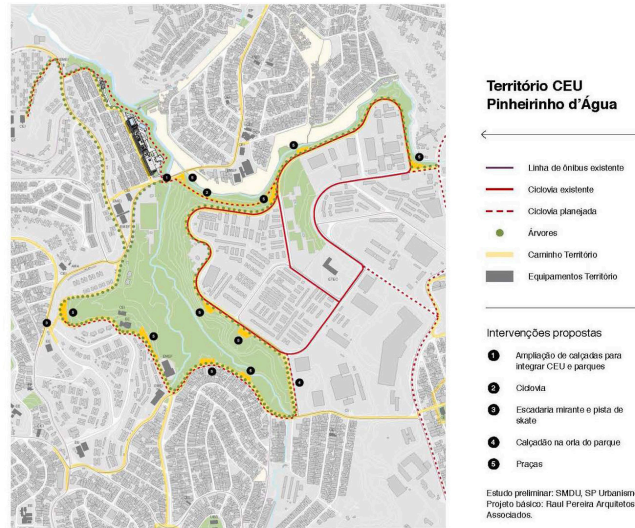 Território CEU
Pinheirinho d'Água
Linha de ônibus existente
Ciclovia existente
Ciclovia planejada
Árvores
Caminho Território
Equipamentos Território
Intervenções propostas
1 Ampliação de calçadas para
integrar CEU e parques
2 Ciclovia
3 Escadaria mirante e pista de
skate
4 Calçadão na orla do parque
5 Praças
Estudo preliminar: SMDU, SP Urbanism
Projeto básico: Raul Pereira Arquitetos
Associados.